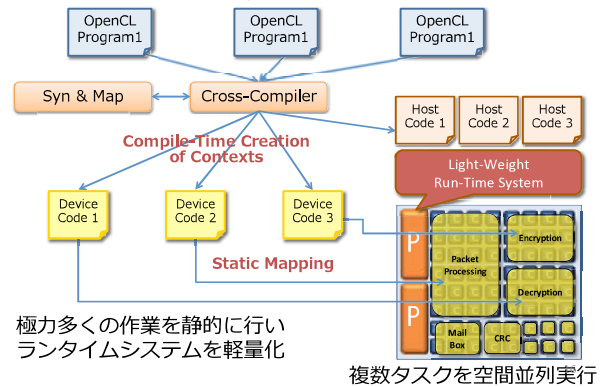 OpenCL
Program1
OpenCL
Program1
OpenCL
Program1
Syn & Map
Cross-Compiler
Host
Code 1
Host
Code 2
Host
Code 3
Compile-Time Creation
of Contexts
Light-Weight
Run-Time System
Device
Code 1
Device
Code 2
Device
Code 3
P
P
Packet
Processing
Encryption
Decryption
Static Mapping
Mail
Box
CRC
極力多くの作業を静的に行い
ランタイムシステムを軽量化
複数タスクを空間並列実行